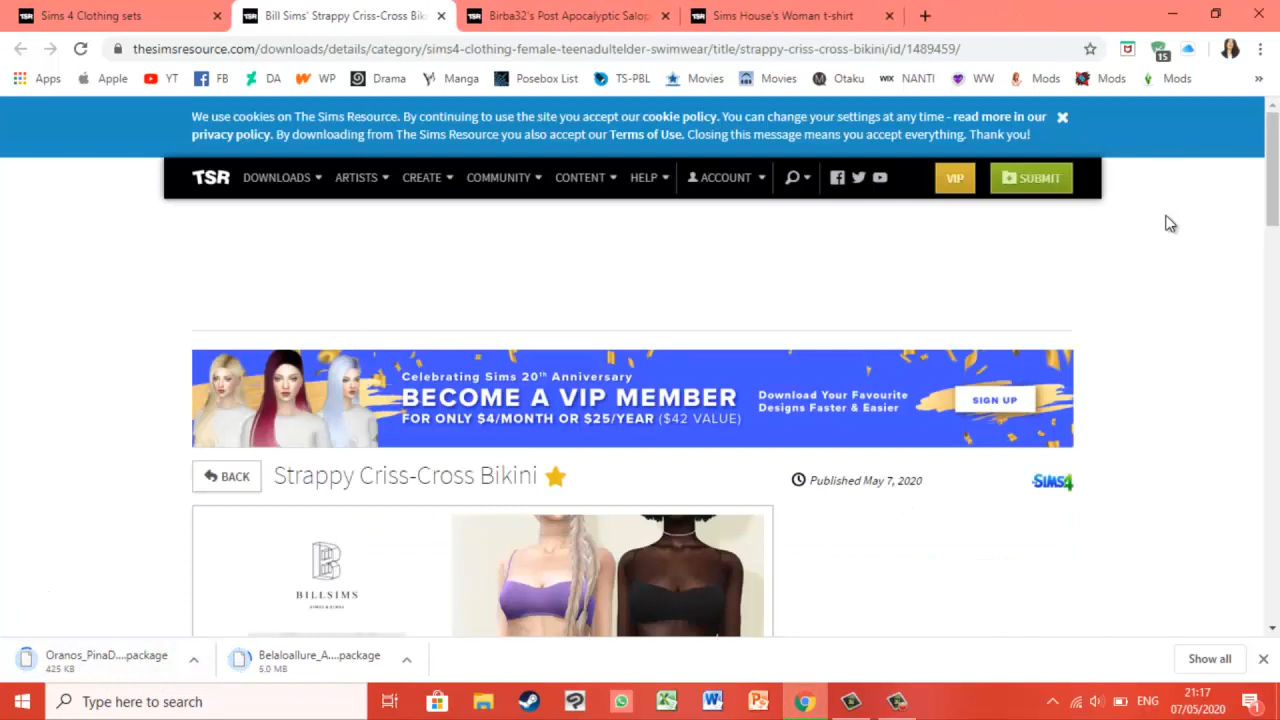 Sims 4 Clothing sets
Bill Sims' Strappy Criss-Cross Biki
Birba32's Post Apocalyptic Salop
Sims House's Woman t-shirt
thesimsresource.com/downloads/details/category/sims4-clothing-female-teenadultelder-swimwear/title/strappy-criss-cross-bikini/id/1489459/
15
Apps Apple YT FB DA WP Drama Manga Posebox List TS-PBL Movies Movies Otaku WIX NANTI WW Mods Mods Mods »
We use cookies on The Sims Resource. By continuing to use the site you accept our cookie policy. You can change your settings at any time - read more in our
privacy policy. By downloading from The Sims Resource you also accept our Terms of Use. Closing this message means you accept everything. Thank you!
TSR DOWNLOADS ARTISTS CREATE COMMUNITY CONTENT HELP ACCOUNT VIP SUBMIT
Celebrating Sims 20th Anniversary
BECOME A VIP MEMBER
FOR ONLY $4/MONTH OR $25/YEAR ($42 VALUE)
Download Your Favourite
Designs Faster & Easier
SIGN UP
BACK Strappy Criss-Cross Bikini
Published May 7, 2020
SIMS4
BILLSIMS
Oranos_PinaD....package
425 KB
Belaloallure_A....package
5.0 MB
Show all
Type here to search
ENG
21:17
07/05/2020
1